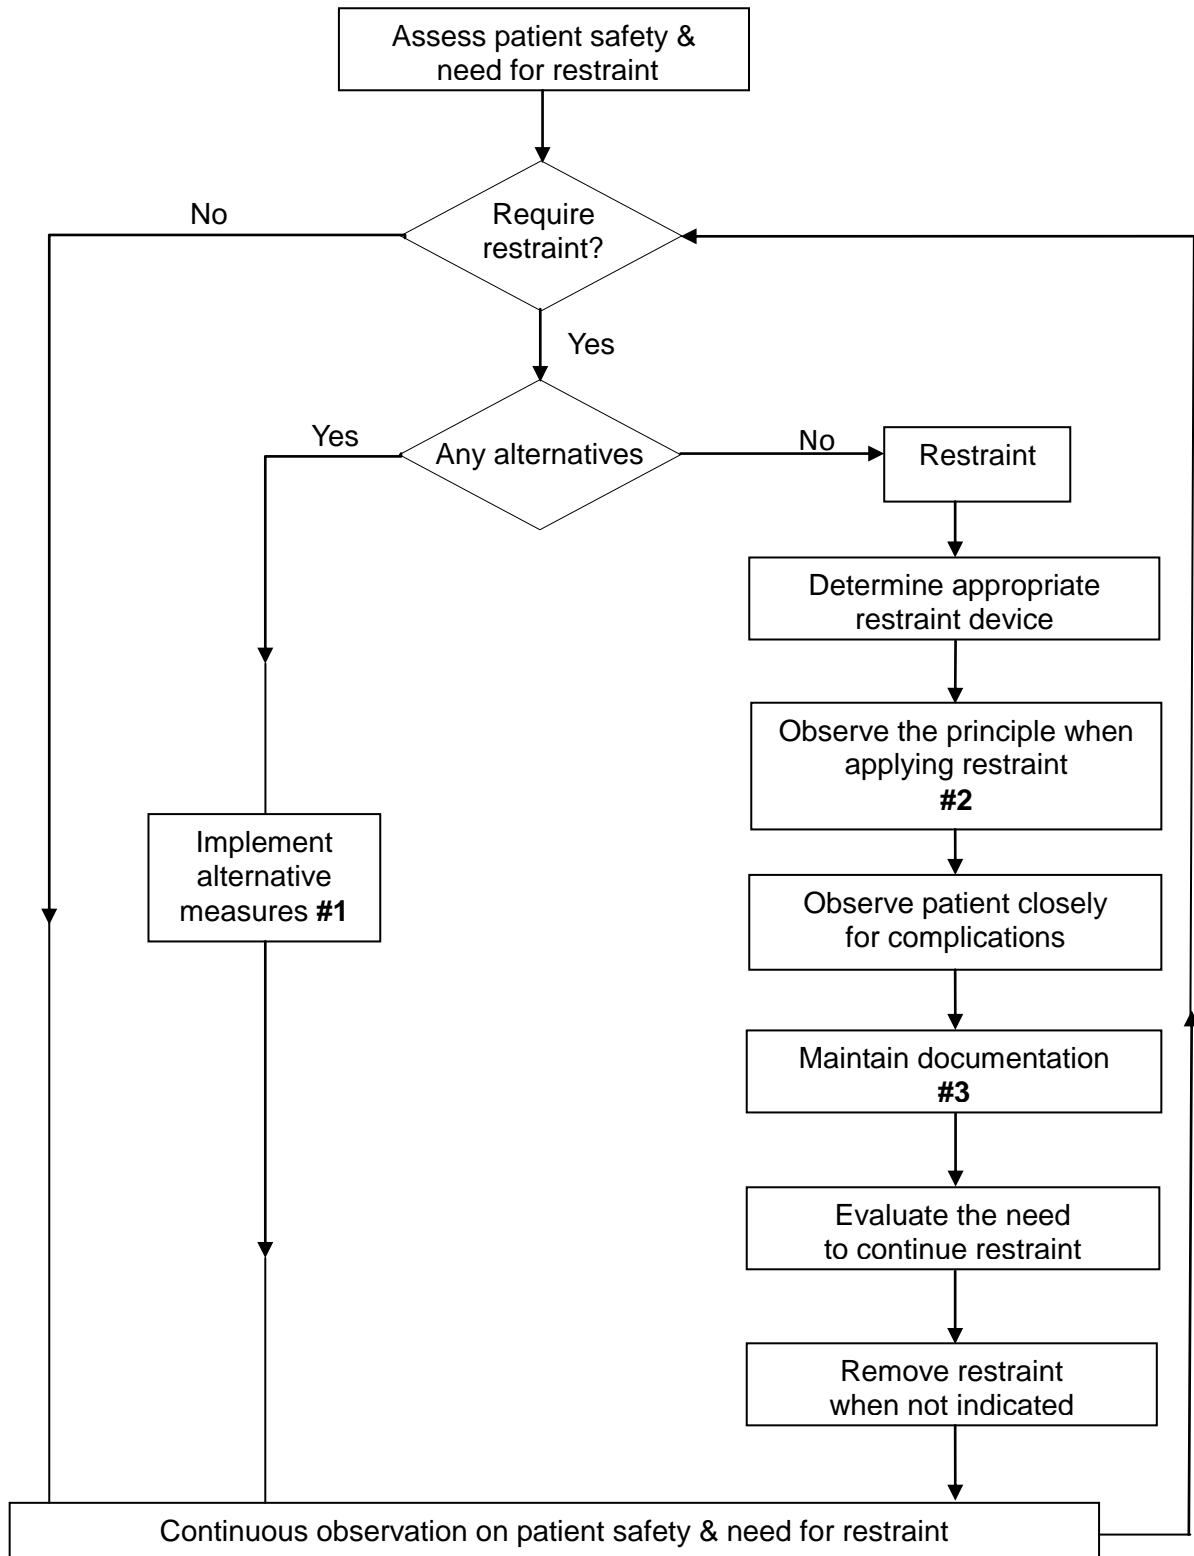 Assess patient safety &
need for restraint
No
Require
restraint?
Yes
Yes
Any alternatives
No
Restraint
Determine appropriate
restraint device
Observe the principle when
applying restraint
#2
Implement
alternative
measures #1
Observe patient closely
for complications
Maintain documentation
#3
Evaluate the need
to continue restraint
Remove restraint
when not indicated
Continuous observation on patient safety & need for restraint